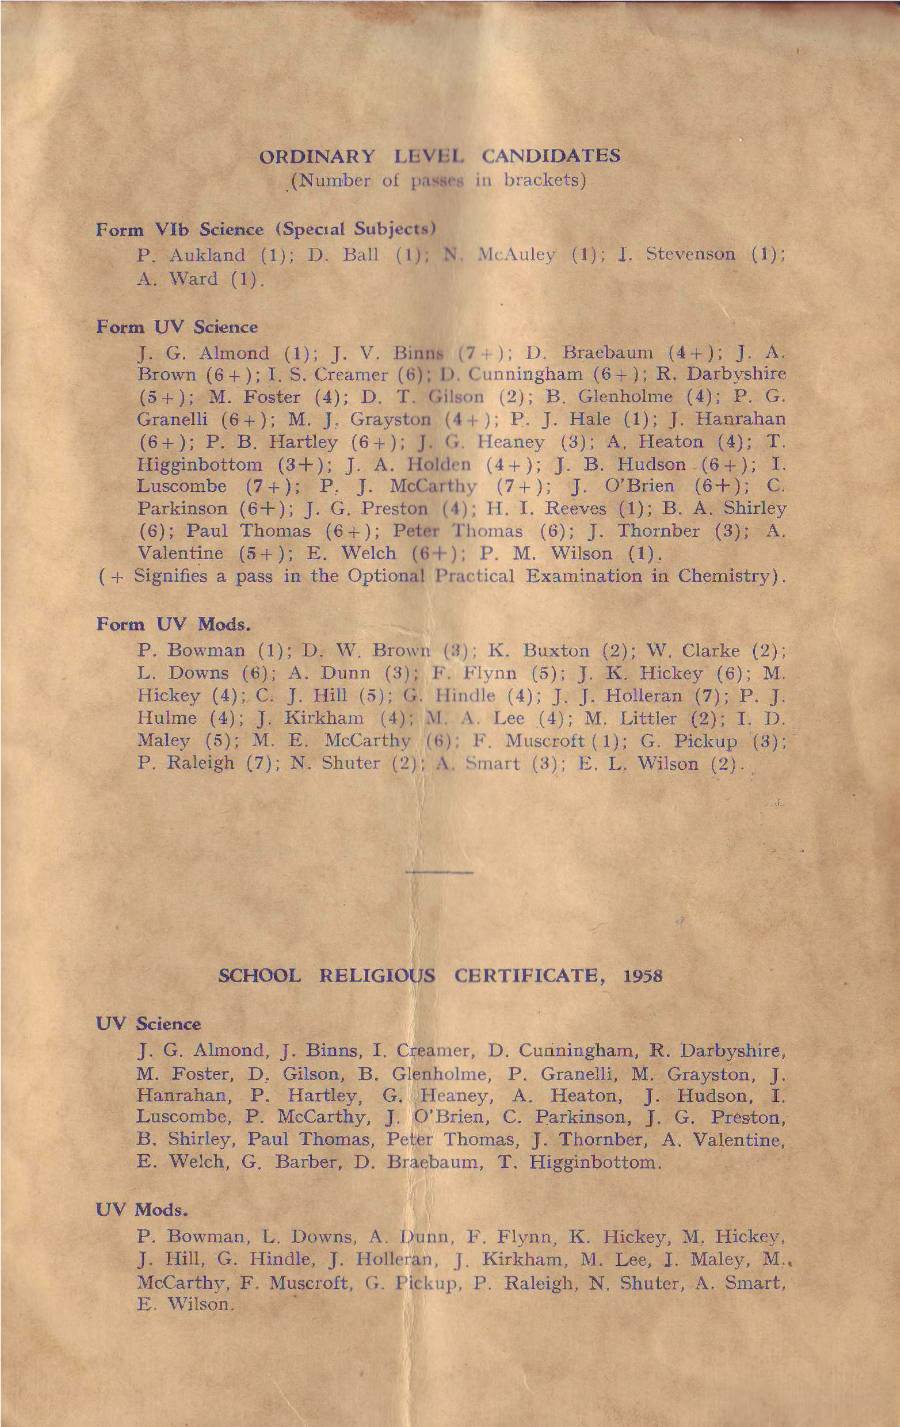 ORDINARY LEVEL CANDIDATES
(Number of passes in brackets)
Form VIb Science (Special Subjects)
P. Aukland (1); D. Ball (1); N. McAuley (1); I. Stevenson (1);
A. Ward (1).
Form UV Science
J. G. Almond (1); J. V. Binns (7+); D. Braebaum (4+); J. A.
Brown (6+); I. S. Creamer (6); D. Cunningham (6+); R. Darbyshire
(5+); M. Foster (4); D. T. Gilson (2); B. Glenholme (4); P. G.
Granelli (6+); M. J. Grayston (4+); P. J. Hale (1); J. Hanrahan
(6+); P. B. Hartley (6+); J. G. Heaney (3); A. Heaton (4); T.
Higginbottom (3+); J. A. Holden (4+); J. B. Hudson (6+); I.
Luscombe (7+); P. J. McCarthy (7+); J. O'Brien (6+); C.
Parkinson (6+); J. G. Preston (4); H. I. Reeves (1); B. A. Shirley
(6); Paul Thomas (6+); Peter Thomas (6); J. Thornber (3); A.
Valentine (5+); E. Welch (6+); P. M. Wilson (1).
(+ Signifies a pass in the Optional Practical Examination in Chemistry).
Form UV Mods.
P. Bowman (1); D. W. Brown (3); K. Buxton (2); W. Clarke (2);
L. Downs (6); A. Dunn (3); F. Flynn (5); J. K. Hickey (6); M.
Hickey (4); C. J. Hill (5); G. Hindle (4); J. J. Holleran (7); P. J.
Hulme (4); J. Kirkham (4); M. A. Lee (4); M. Littler (2); I. D.
Maley (5); M. E. McCarthy (6); F. Muscroft (1); G. Pickup (3);
P. Raleigh (7); N. Shuter (2); A. Smart (3); E. L. Wilson (2).
SCHOOL RELIGIOUS CERTIFICATE, 1958
UV Science
J. G. Almond, J. Binns, I. Creamer, D. Cunningham, R. Darbyshire,
M. Foster, D. Gilson, B. Glenholme, P. Granelli, M. Grayston, J.
Hanrahan, P. Hartley, G. Heaney, A. Heaton, J. Hudson, I.
Luscombe, P. McCarthy, J. O'Brien, C. Parkinson, J. G. Preston,
B. Shirley, Paul Thomas, Peter Thomas, J. Thornber, A. Valentine,
E. Welch, G. Barber, D. Braebaum, T. Higginbottom.
UV Mods.
P. Bowman, L. Downs, A. Dunn, F. Flynn, K. Hickey, M. Hickey,
J. Hill, G. Hindle, J. Holleran, J. Kirkham, M. Lee, I. Maley, M.
McCarthy, F. Muscroft, G. Pickup, P. Raleigh, N. Shuter, A. Smart,
E. Wilson.